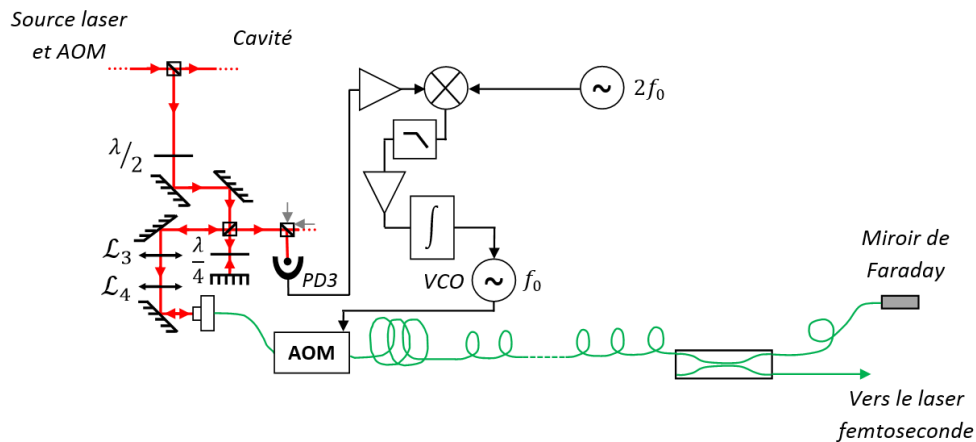 Source laser
et AOM
Cavité
~
2f₀
λ/2
ℒ₃
λ/4
ℒ₄
PD3
∫
VCO
~
f₀
Miroir de
Faraday
AOM
Vers le laser
femtoseconde